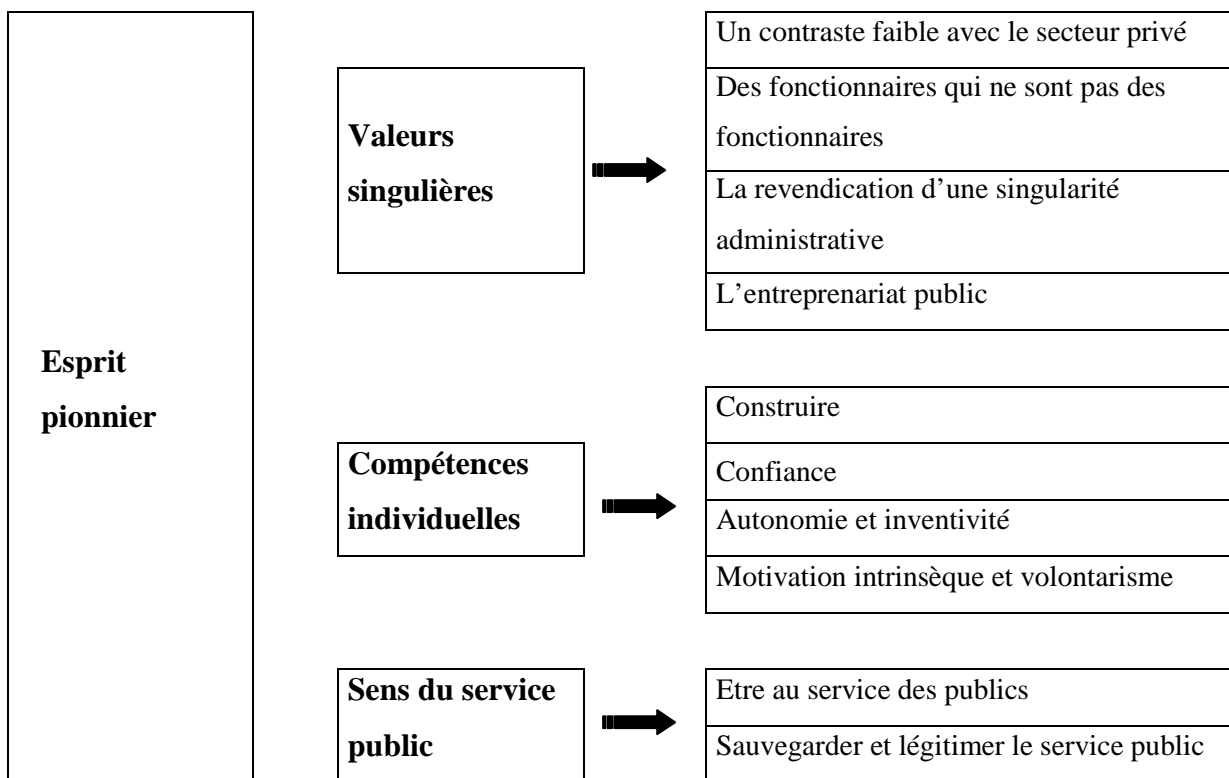 Esprit
pionnier
Valeurs
singulières
Un contraste faible avec le secteur privé
Des fonctionnaires qui ne sont pas des
fonctionnaires
La revendication d’une singularité
administrative
L’entreprenariat public
Compétences
individuelles
Construire
Confiance
Autonomie et inventivité
Motivation intrinsèque et volontarisme
Sens du service
public
Etre au service des publics
Sauvegarder et légitimer le service public